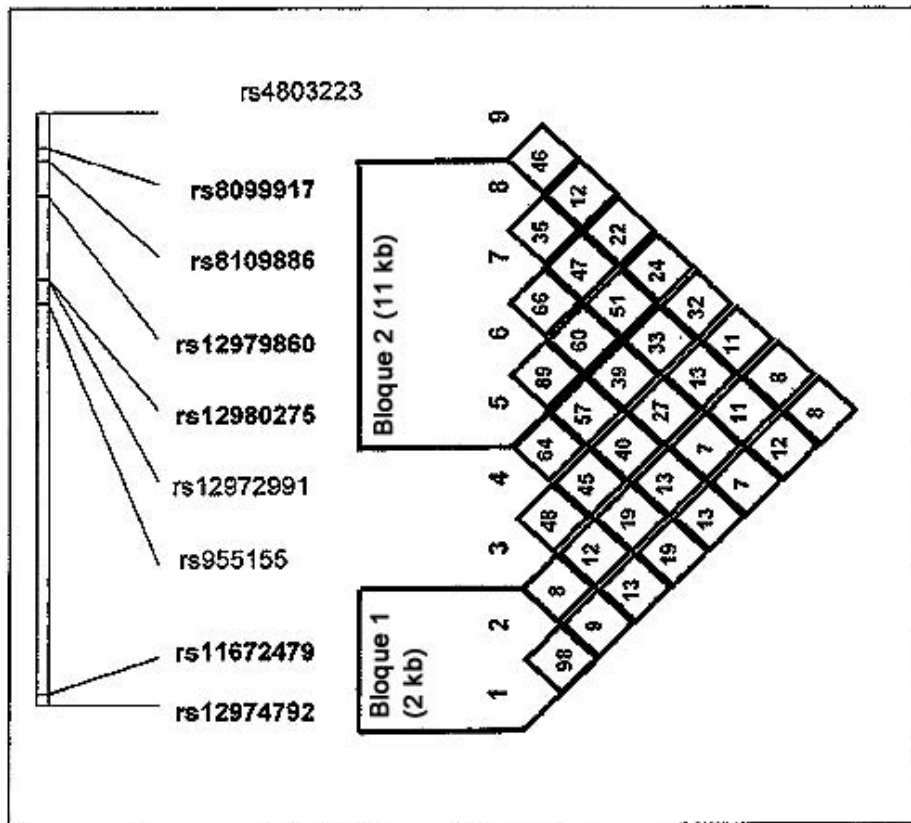 rs4803223
rs8099917
rs8109886
rs12979860
rs12980275
rs12972991
rs955155
rs11672479
rs12974792
Bloque 1
(2 kb)
Bloque 2 (11 kb)
1 2 3 4 5 6 7 8 9
98 8 48 64 89 66 35 46
9 12 45 57 60 47 12
13 19 40 39 51 22
19 13 27 33 24
13 7 13 32
7 11 11
12 8
8